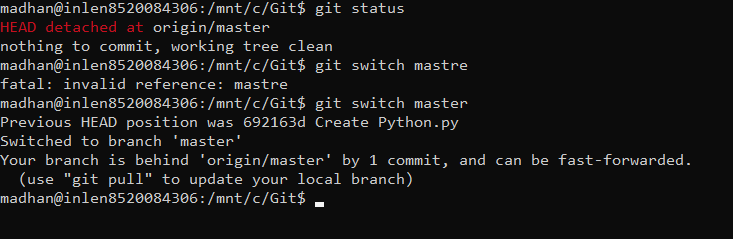 madhan@inlen8520084306:/mnt/c/Git$ git status
HEAD detached at origin/master
nothing to commit, working tree clean
madhan@inlen8520084306:/mnt/c/Git$ git switch mastre
fatal: invalid reference: mastre
madhan@inlen8520084306:/mnt/c/Git$ git switch master
Previous HEAD position was 692163d Create Python.py
Switched to branch 'master'
Your branch is behind 'origin/master' by 1 commit, and can be fast-forwarded.
  (use "git pull" to update your local branch)
madhan@inlen8520084306:/mnt/c/Git$